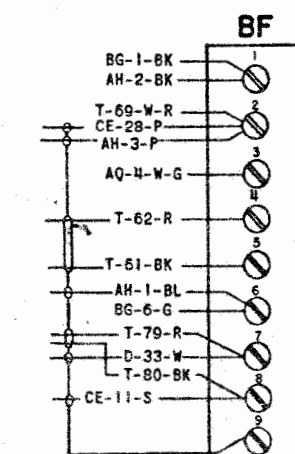 BF
BG-1-BK
1
AH-2-BK
T-69-W-R
2
CE-28-P
AH-3-P
3
AQ-4-W-G
4
T-62-R
5
T-61-BK
AH-1-BL
6
BG-6-G
T-79-R
7
D-33-W
T-80-BK
8
CE-11-S
9